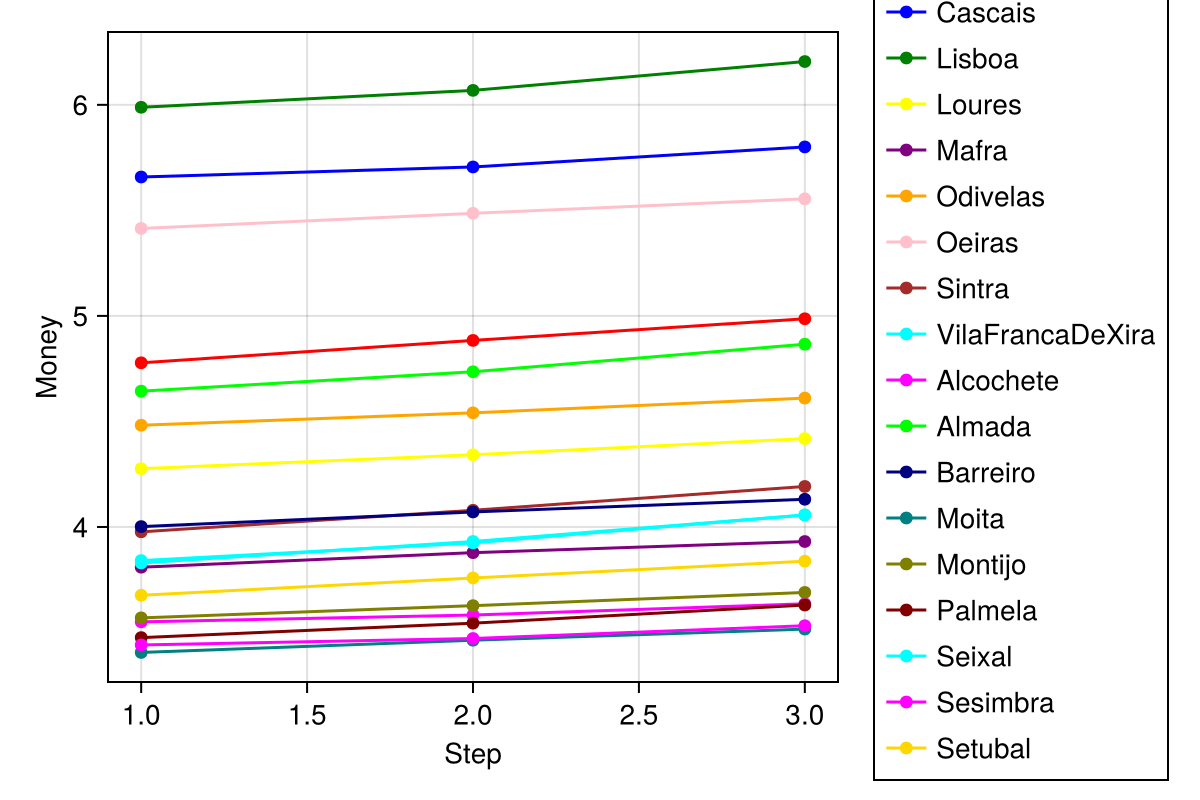 Money
6
5
4
1.0 1.5 2.0 2.5 3.0
Step
Cascais
Lisboa
Loures
Mafra
Odivelas
Oeiras
Sintra
VilaFrancaDeXira
Alcochete
Almada
Barreiro
Moita
Montijo
Palmela
Seixal
Sesimbra
Setubal